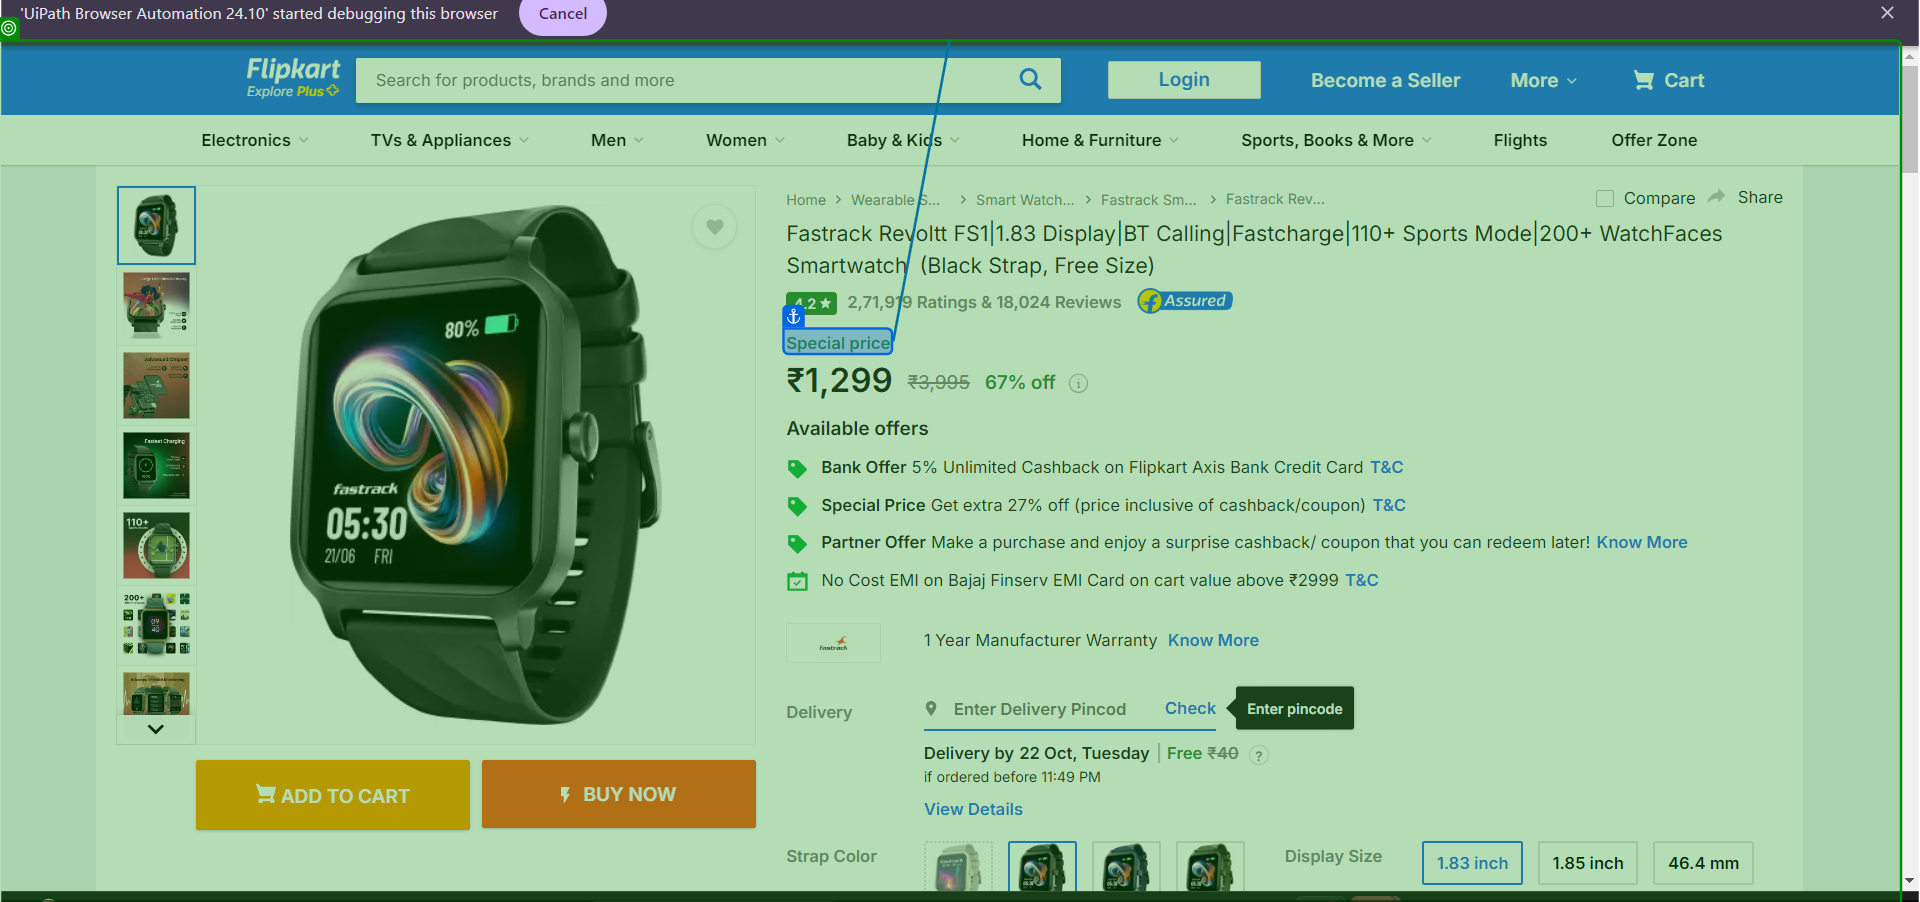 'UiPath Browser Automation 24.10' started debugging this browser
Cancel
Flipkart
Explore Plus
Search for products, brands and more
Login
Become a Seller
More
Cart
Electronics
TVs & Appliances
Men
Women
Baby & Kids
Home & Furniture
Sports, Books & More
Flights
Offer Zone
Home
Wearable S...
Smart Watch...
Fastrack Sm...
Fastrack Rev...
Compare
Share
Fastrack Revoltt FS1|1.83 Display|BT Calling|Fastcharge|110+ Sports Mode|200+ WatchFaces
Smartwatch (Black Strap, Free Size)
4.2★
2,71,919 Ratings & 18,024 Reviews
Assured
Special price
₹1,299
₹3,995
67% off
Available offers
Bank Offer 5% Unlimited Cashback on Flipkart Axis Bank Credit Card T&C
Special Price Get extra 27% off (price inclusive of cashback/coupon) T&C
Partner Offer Make a purchase and enjoy a surprise cashback/ coupon that you can redeem later! Know More
No Cost EMI on Bajaj Finserv EMI Card on cart value above ₹2999 T&C
fastrack
1 Year Manufacturer Warranty Know More
Delivery
Enter Delivery Pincod
Check
Enter pincode
Delivery by 22 Oct, Tuesday | Free ₹40 ?
if ordered before 11:49 PM
View Details
Strap Color
Display Size
1.83 inch
1.85 inch
46.4 mm
80%
fastrack
05:30
21/06 FRI
Advanced Chipset
Fastest Charging
110+
200+
09
40
ADD TO CART
BUY NOW